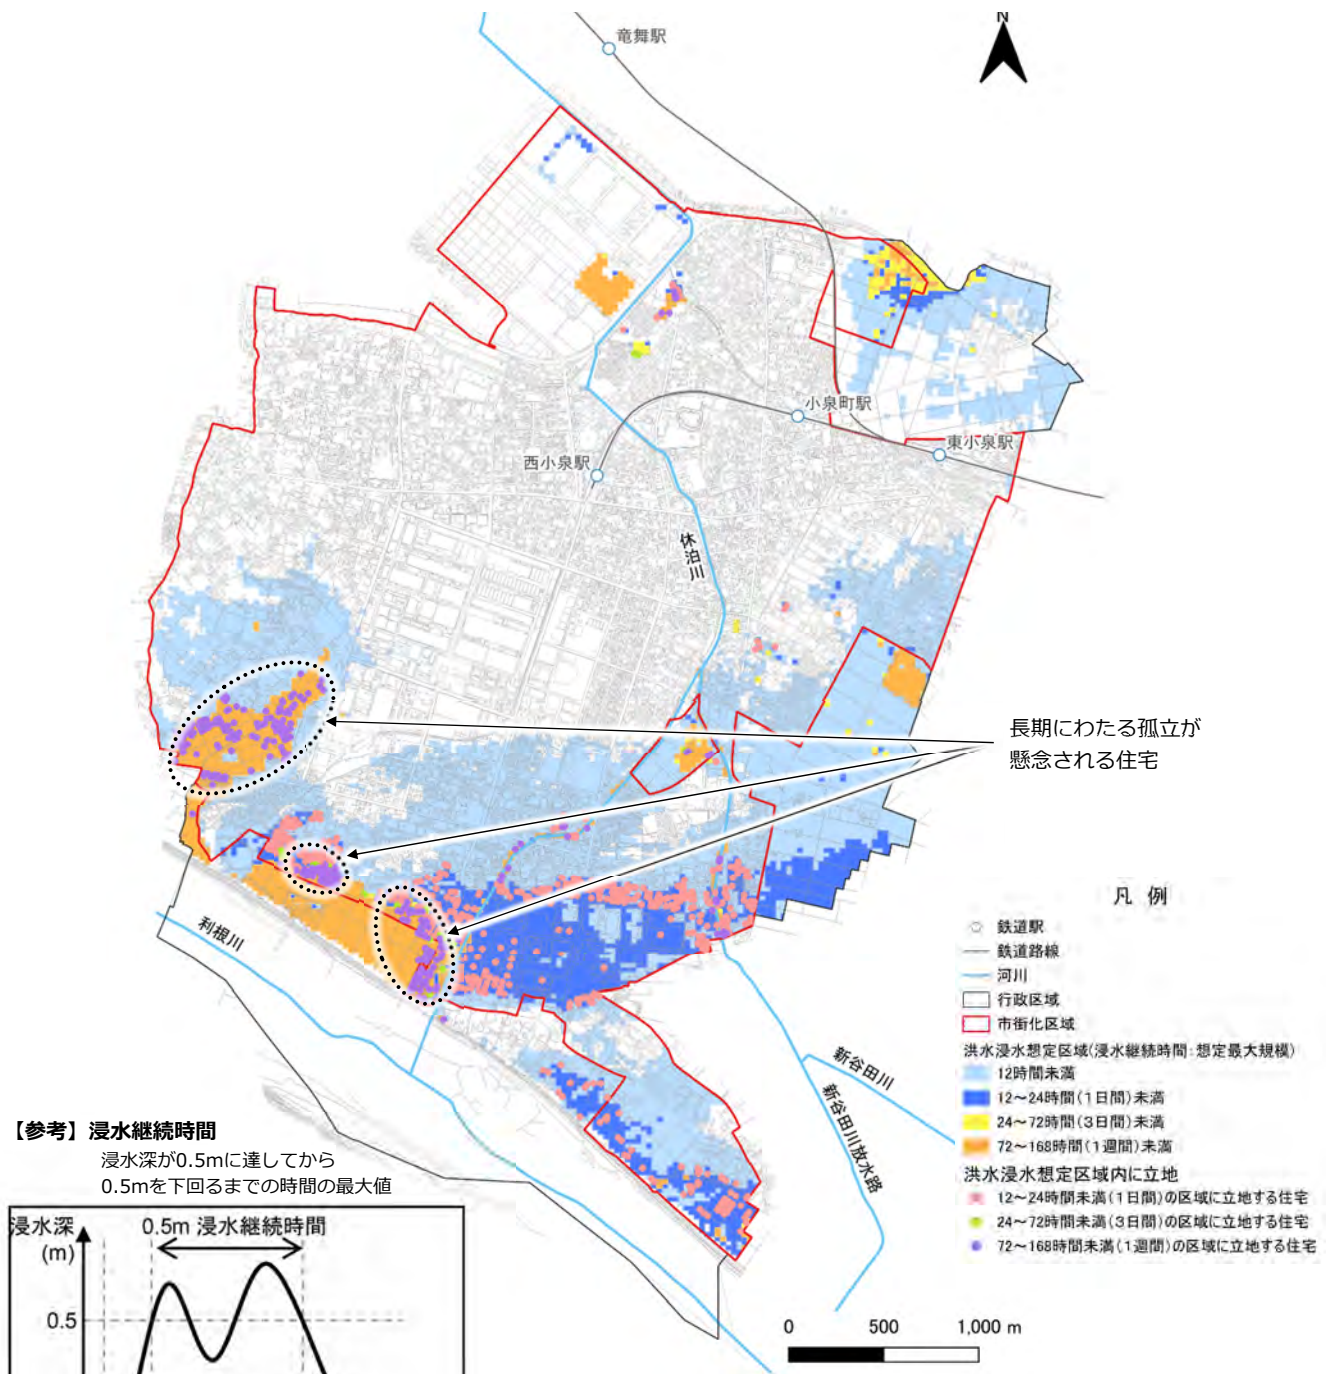 N
竜舞駅
小泉町駅
東小泉駅
西小泉駅
休泊川
長期にわたる孤立が
懸念される住宅
利根川
新谷田川
新谷田川放水路
凡 例
鉄道駅
鉄道路線
河川
行政区域
市街化区域
洪水浸水想定区域(浸水継続時間:想定最大規模)
12時間未満
12~24時間(1日間)未満
24~72時間(3日間)未満
72~168時間(1週間)未満
洪水浸水想定区域内に立地
12~24時間未満(1日間)の区域に立地する住宅
24~72時間未満(3日間)の区域に立地する住宅
72~168時間未満(1週間)の区域に立地する住宅
【参考】浸水継続時間
浸水深が0.5mに達してから
0.5mを下回るまでの時間の最大値
浸水深
(m)
0.5m 浸水継続時間
0.5
0 500 1,000 m